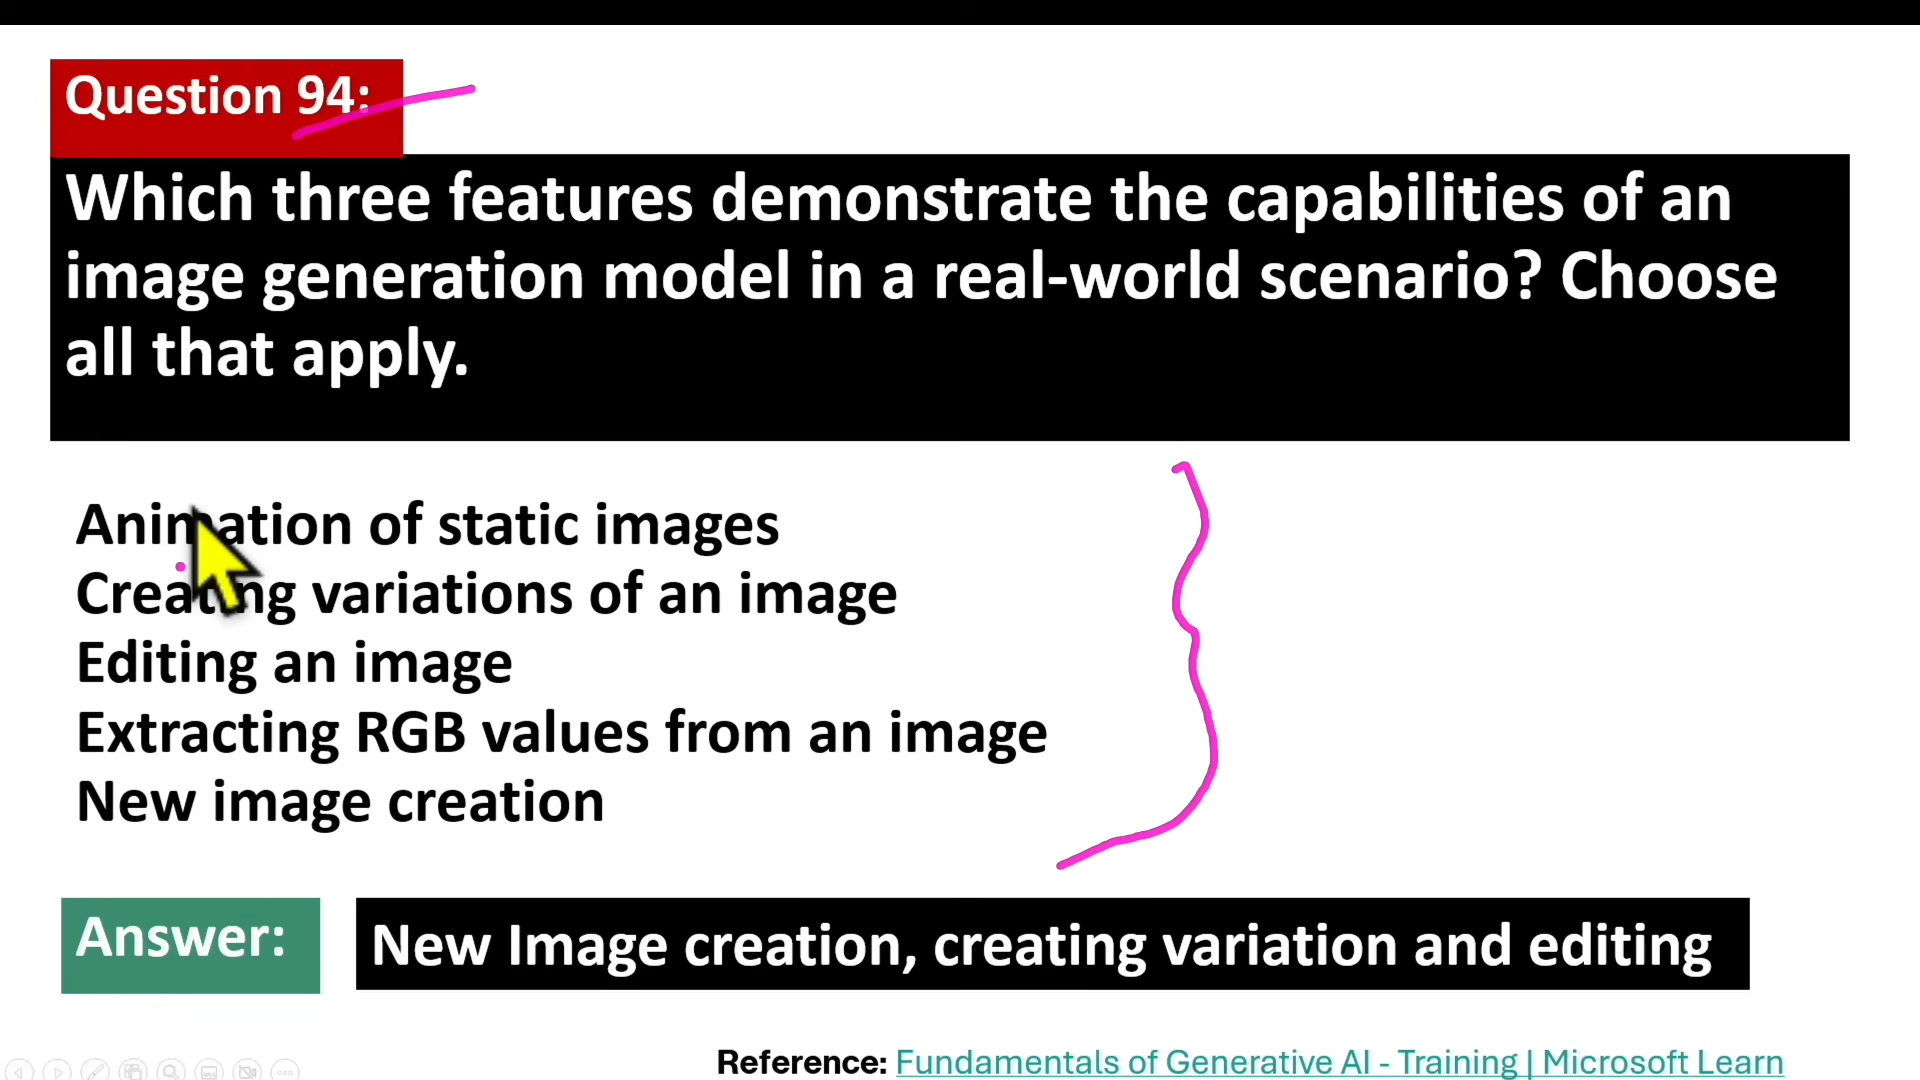 Question 94:
Which three features demonstrate the capabilities of an
image generation model in a real-world scenario? Choose
all that apply.
Animation of static images
Creating variations of an image
Editing an image
Extracting RGB values from an image
New image creation
Answer:
New Image creation, creating variation and editing
Reference: Fundamentals of Generative AI - Training | Microsoft Learn